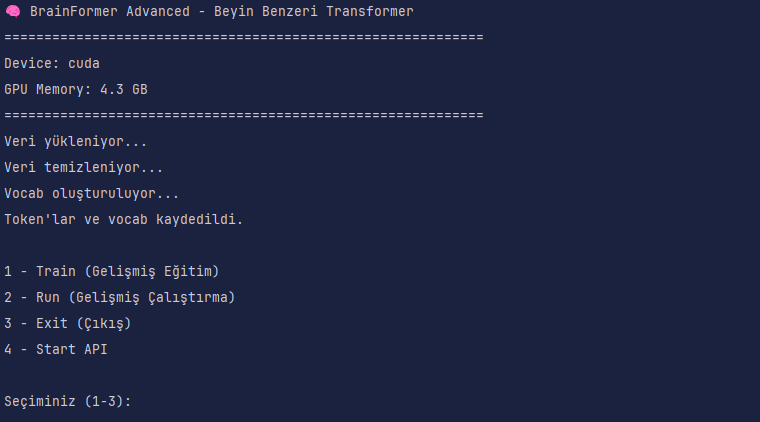 🧠 BrainFormer Advanced - Beyin Benzeri Transformer
============================================================
Device: cuda
GPU Memory: 4.3 GB
============================================================
Veri yükleniyor...
Veri temizleniyor...
Vocab oluşturuluyor...
Token'lar ve vocab kaydedildi.
1 - Train (Gelişmiş Eğitim)
2 - Run (Gelişmiş Çalıştırma)
3 - Exit (Çıkış)
4 - Start API
Seçiminiz (1-3):